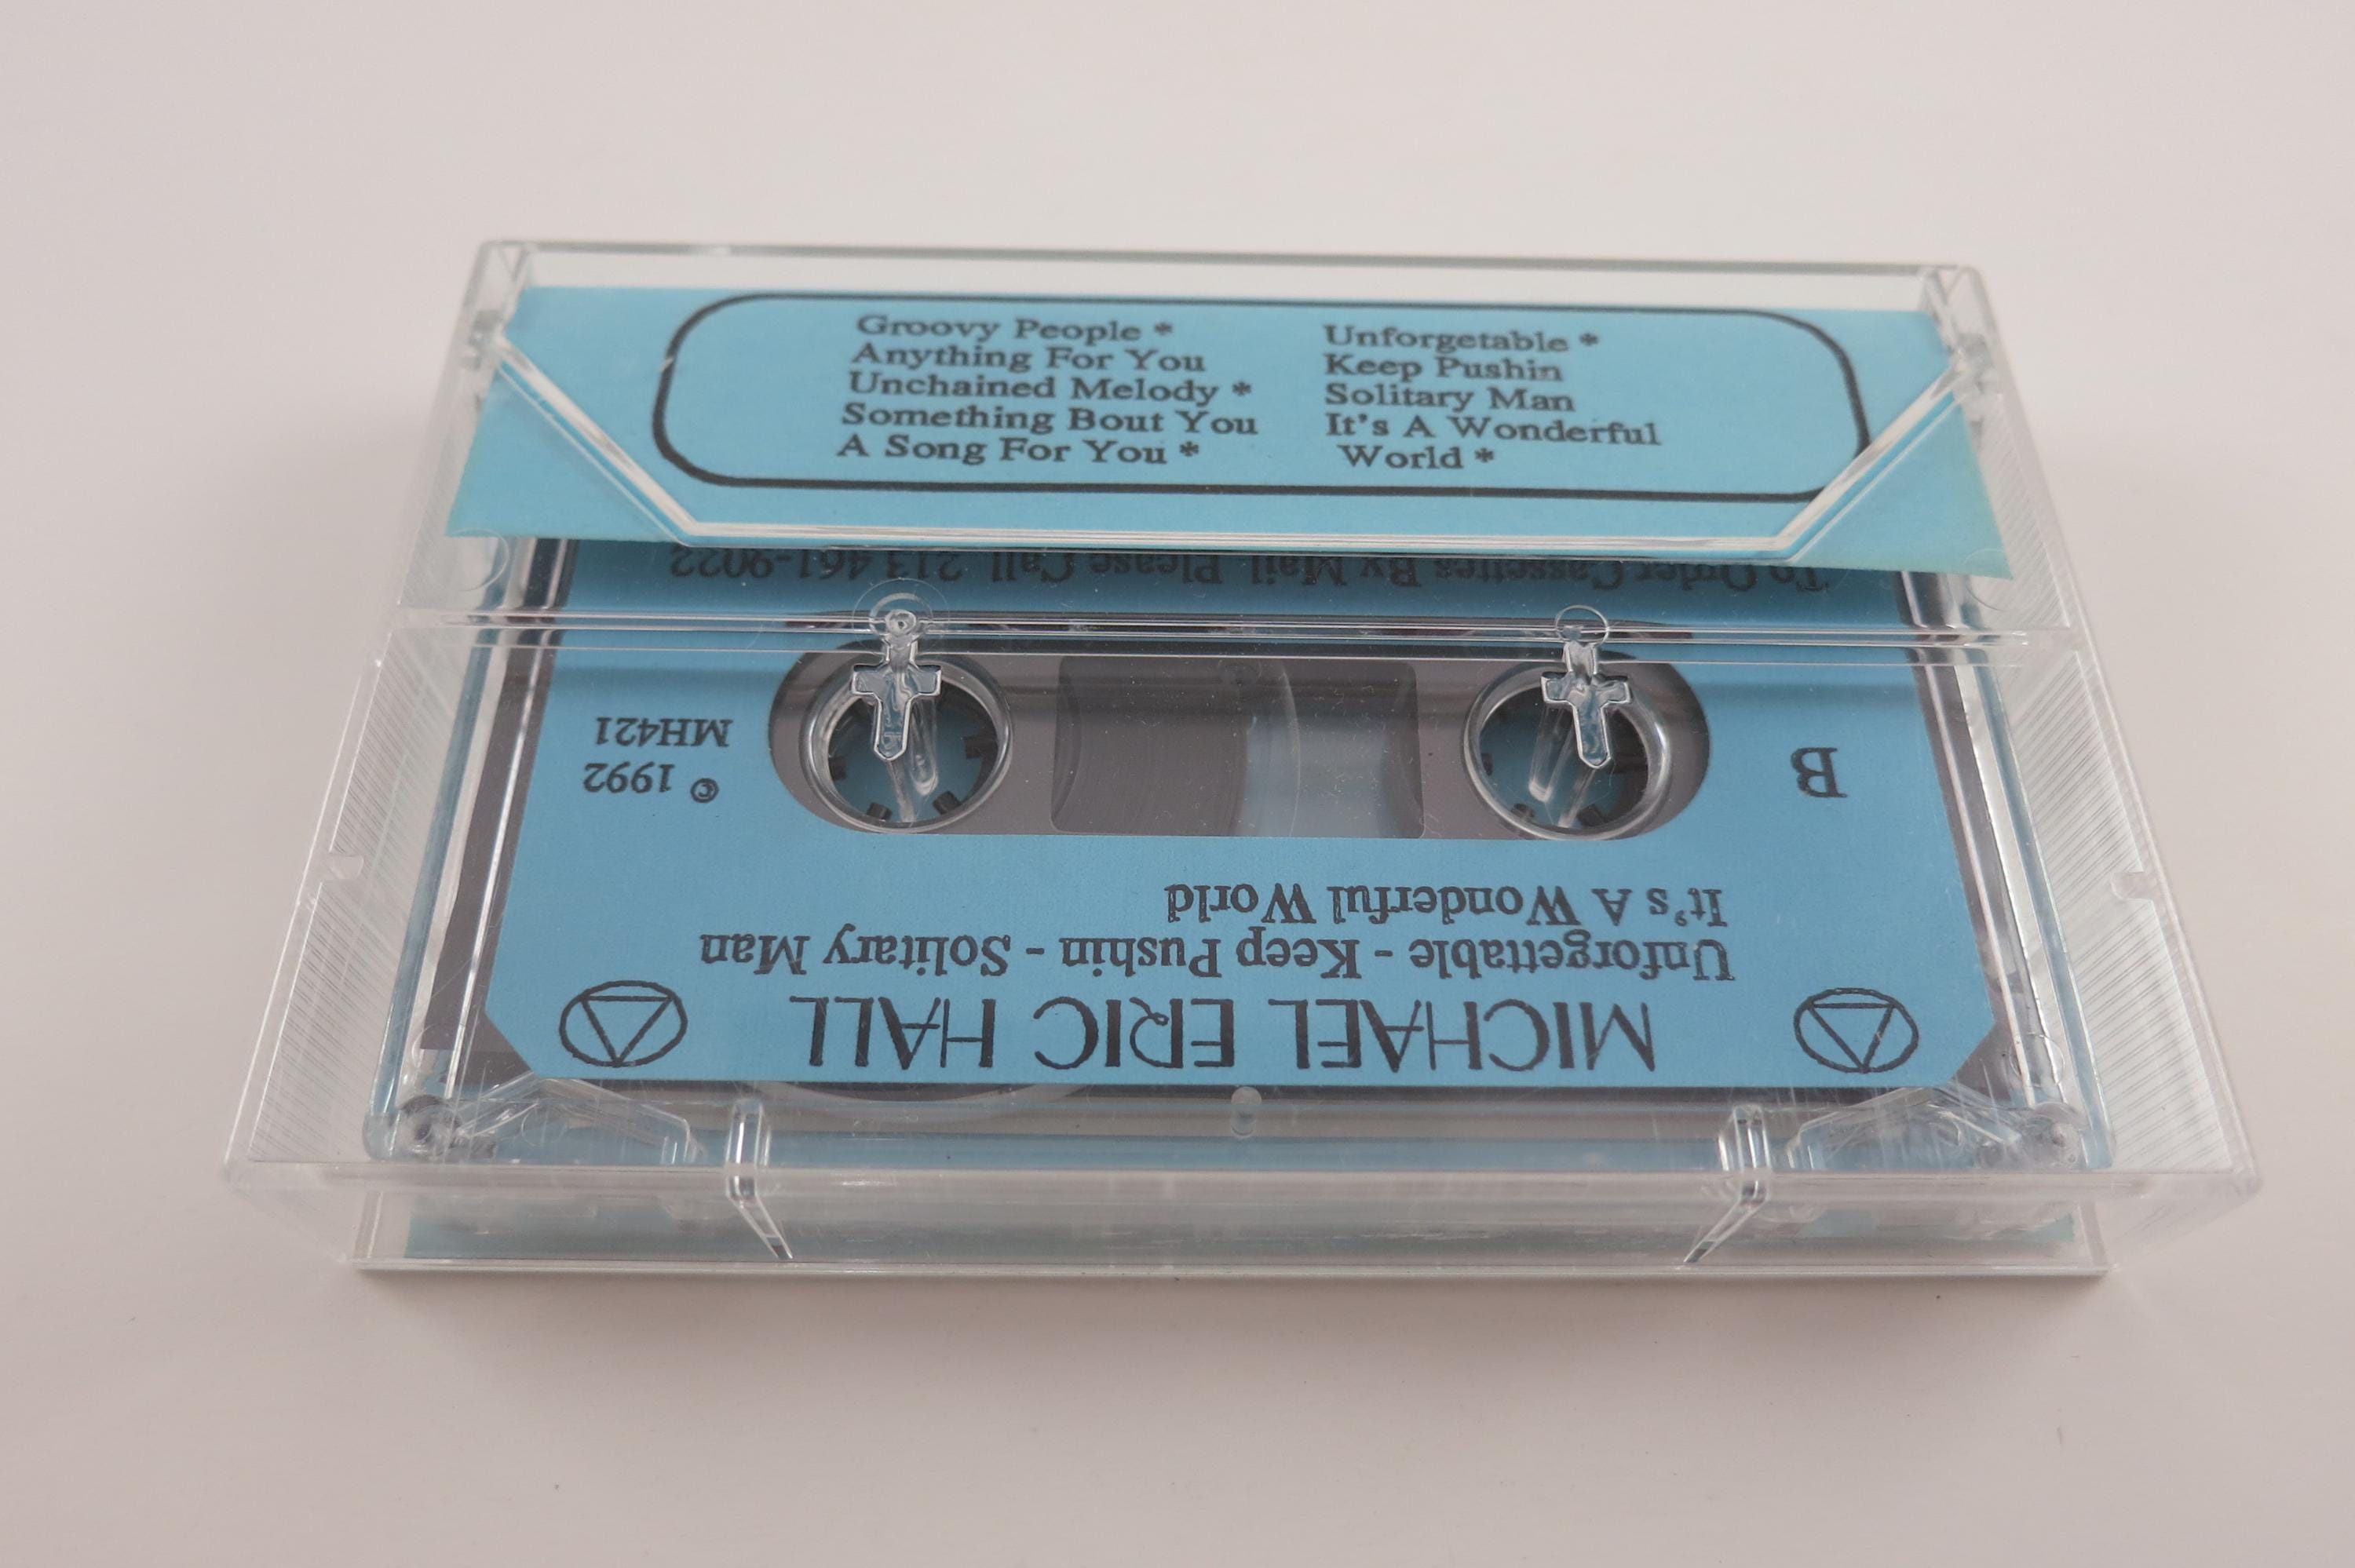 Groovy People *
Anything For You
Unchained Melody *
Something Bout You
A Song For You *
Unforgetable *
Keep Pushin
Solitary Man
It's A Wonderful
World *
MICHAEL ERIC HALL
Unforgettable - Keep Pushin - Solitary Man
It's A Wonderful World
B
© 1992
MH421
To Order Cassettes By Mail Please Call 213 461-9022